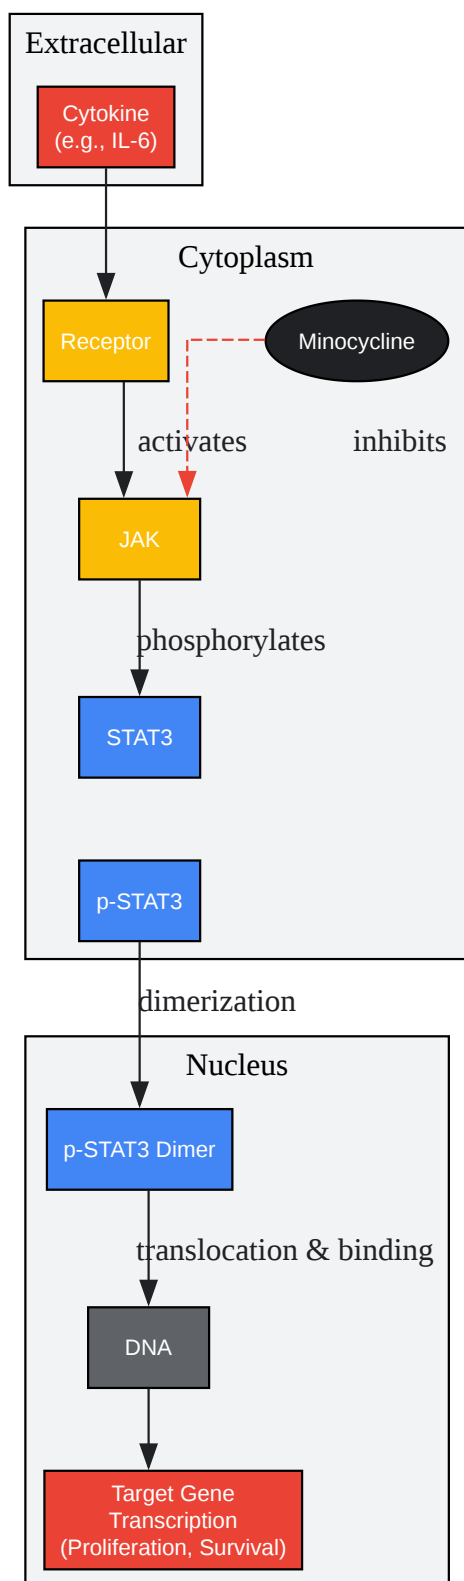 Extracellular
Cytokine
(e.g., IL-6)
Cytoplasm
Receptor
Minocycline
activates
inhibits
JAK
phosphorylates
STAT3
p-STAT3
dimerization
Nucleus
p-STAT3 Dimer
translocation & binding
DNA
Target Gene
Transcription
(Proliferation, Survival)